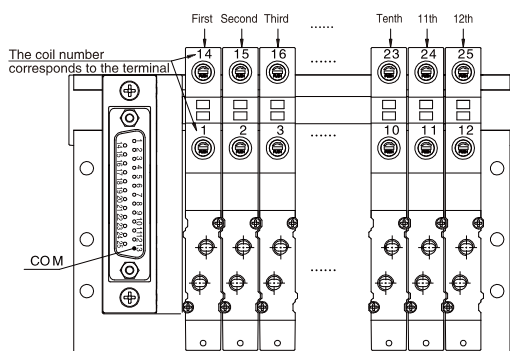 First Second Third ...... Tenth 11th 12th
The coil number
corresponds to the terminal
14 15 16 ...... 23 24 25
1 2 3 ...... 10 11 12
COM
......